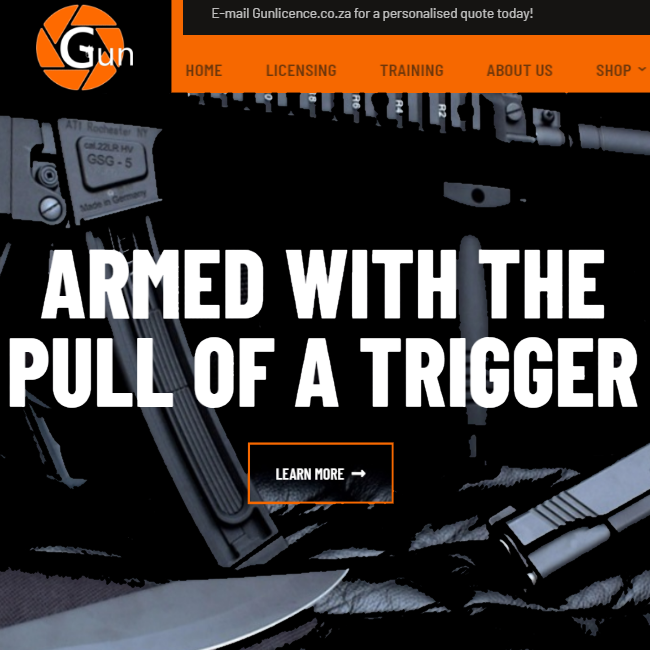 E-mail Gunlicence.co.za for a personalised quote today!
Gun
HOME LICENSING TRAINING ABOUT US SHOP
R6 R4 R2
ATI Rochester NY
cal.22LR HV
GSG - 5
Made in Germany
ARMED WITH THE
PULL OF A TRIGGER
LEARN MORE